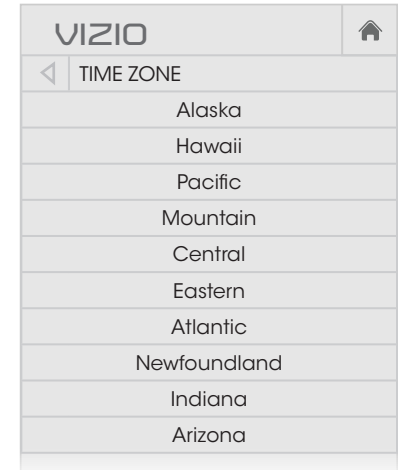 VIZIO
TIME ZONE
Alaska
Hawaii
Pacific
Mountain
Central
Eastern
Atlantic
Newfoundland
Indiana
Arizona